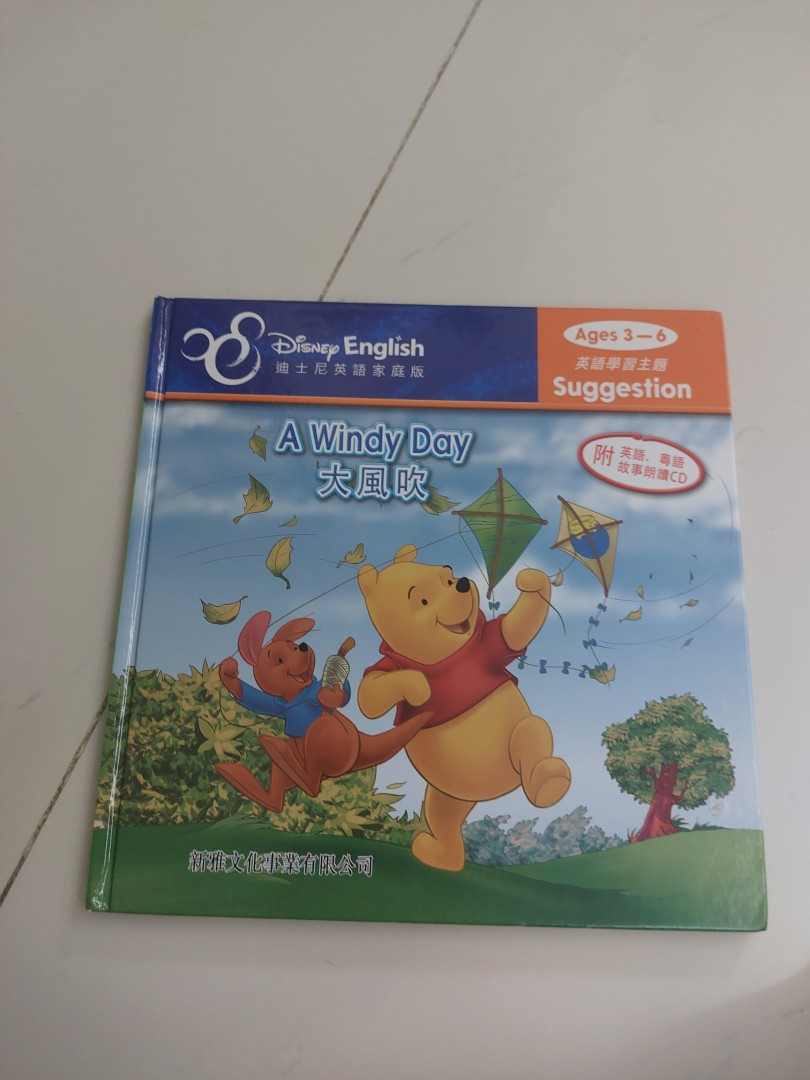 Disney English
迪士尼英語家庭版
Ages 3—6
英語學習主題
Suggestion
A Windy Day
大風吹
附 英語、粵語
故事朗讀CD
新雅文化事業有限公司